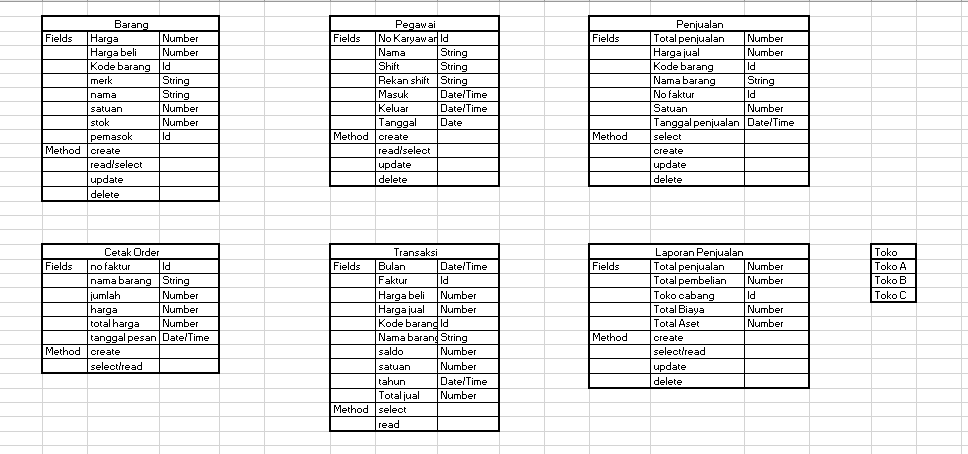 Barang
Fields Harga Number
Harga beli Number
Kode barang Id
merk String
nama String
satuan Number
stok Number
pemasok Id
Method create
read/select
update
delete
Pegawai
Fields No Karyawan Id
Nama String
Shift String
Rekan shift String
Masuk Date/Time
Keluar Date/Time
Tanggal Date
Method create
read/select
update
delete
Penjualan
Fields Total penjualan Number
Harga jual Number
Kode barang Id
Nama barang String
No faktur Id
Satuan Number
Tanggal penjualan Date/Time
Method select
create
update
delete
Cetak Order
Fields no faktur Id
nama barang String
jumlah Number
harga Number
total harga Number
tanggal pesan Date/Time
Method create
select/read
Transaksi
Fields Bulan Date/Time
Faktur Id
Harga beli Number
Harga jual Number
Kode barang Id
Nama barang String
saldo Number
satuan Number
tahun Date/Time
Total jual Number
Method select
read
Laporan Penjualan
Fields Total penjualan Number
Total pembelian Number
Toko cabang Id
Total Biaya Number
Total Aset Number
Method create
select/read
update
delete
Toko
Toko A
Toko B
Toko C